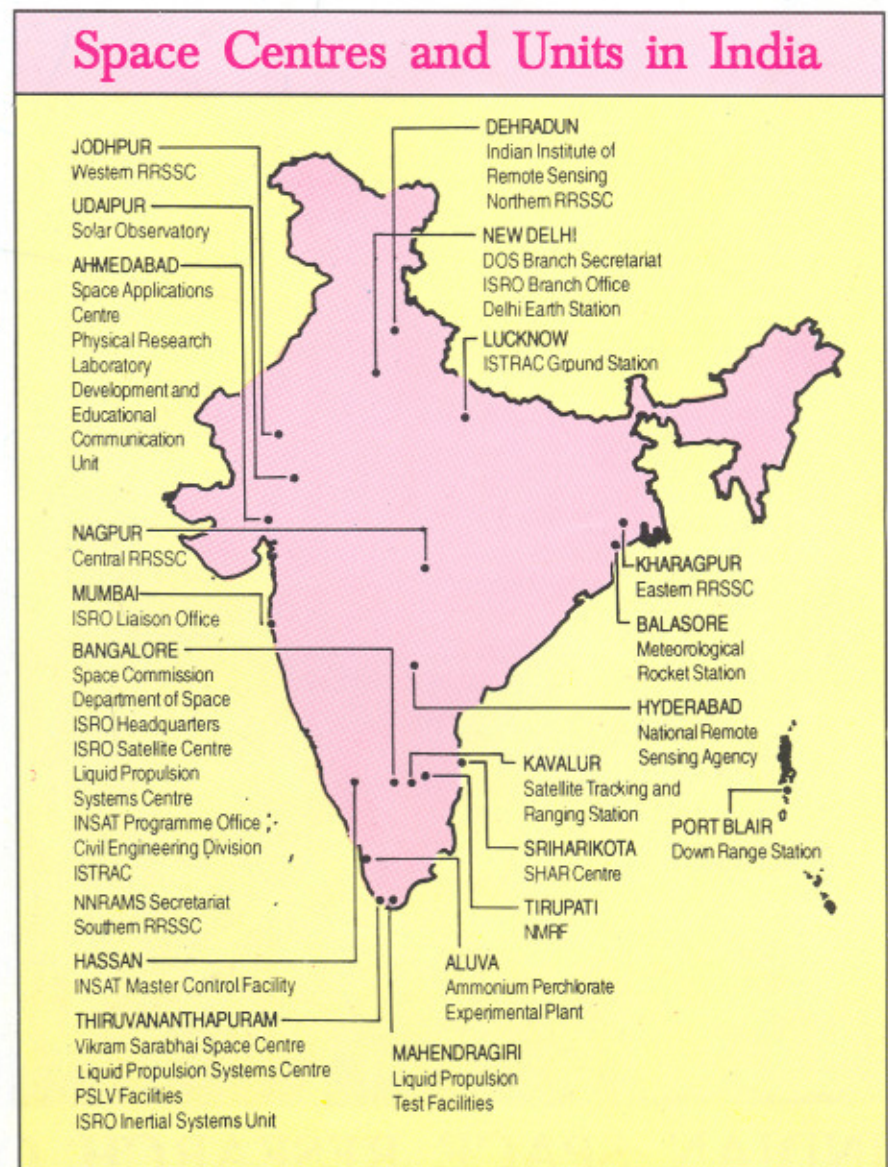 Space Centres and Units in India
JODHPUR
Western RRSSC
UDAIPUR
Solar Observatory
AHMEDABAD
Space Applications
Centre
Physical Research
Laboratory
Development and
Educational
Communication
Unit
NAGPUR
Central RRSSC
MUMBAI
ISRO Liaison Office
BANGALORE
Space Commission
Department of Space
ISRO Headquarters
ISRO Satellite Centre
Liquid Propulsion
Systems Centre
INSAT Programme Office
Civil Engineering Division
ISTRAC
NNRAMS Secretariat
Southern RRSSC
HASSAN
INSAT Master Control Facility
THIRUVANANTHAPURAM
Vikram Sarabhai Space Centre
Liquid Propulsion Systems Centre
PSLV Facilities
ISRO Inertial Systems Unit
DEHRADUN
Indian Institute of
Remote Sensing
Northern RRSSC
NEW DELHI
DOS Branch Secretariat
ISRO Branch Office
Delhi Earth Station
LUCKNOW
ISTRAC Ground Station
KHARAGPUR
Eastern RRSSC
BALASORE
Meteorological
Rocket Station
HYDERABAD
National Remote
Sensing Agency
KAVALUR
Satellite Tracking and
Ranging Station
PORT BLAIR
Down Range Station
SRIHARIKOTA
SHAR Centre
TIRUPATI
NMRF
ALUVA
Ammonium Perchlorate
Experimental Plant
MAHENDRAGIRI
Liquid Propulsion
Test Facilities